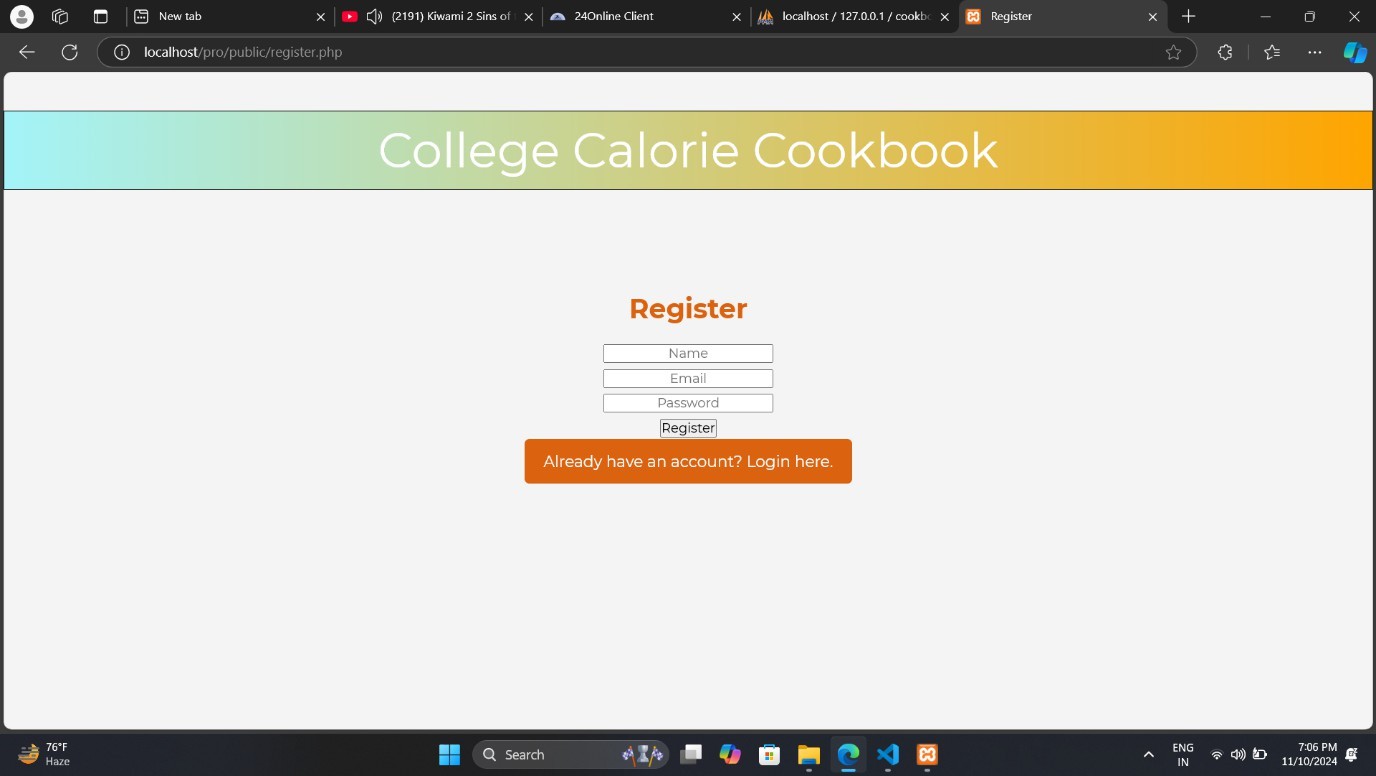 New tab
(2191) Kiwami 2 Sins of
24Online Client
localhost / 127.0.0.1 / cookb
Register
localhost/pro/public/register.php
College Calorie Cookbook
Register
Name
Email
Password
Register
Already have an account? Login here.
76°F
Haze
Search
ENG
IN
7:06 PM
11/10/2024